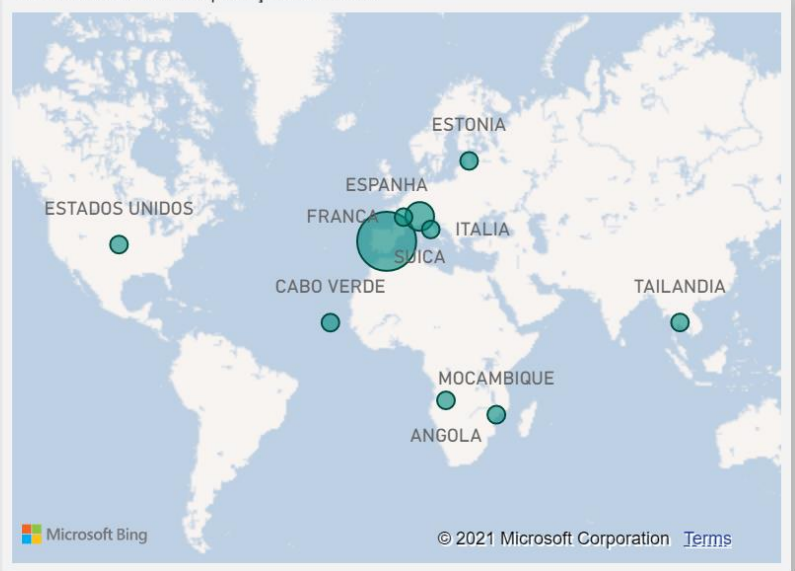 ESTONIA
ESPANHA
ESTADOS UNIDOS
FRANCA
ITALIA
SUICA
CABO VERDE
TAILANDIA
MOCAMBIQUE
ANGOLA
Microsoft Bing
© 2021 Microsoft Corporation Terms